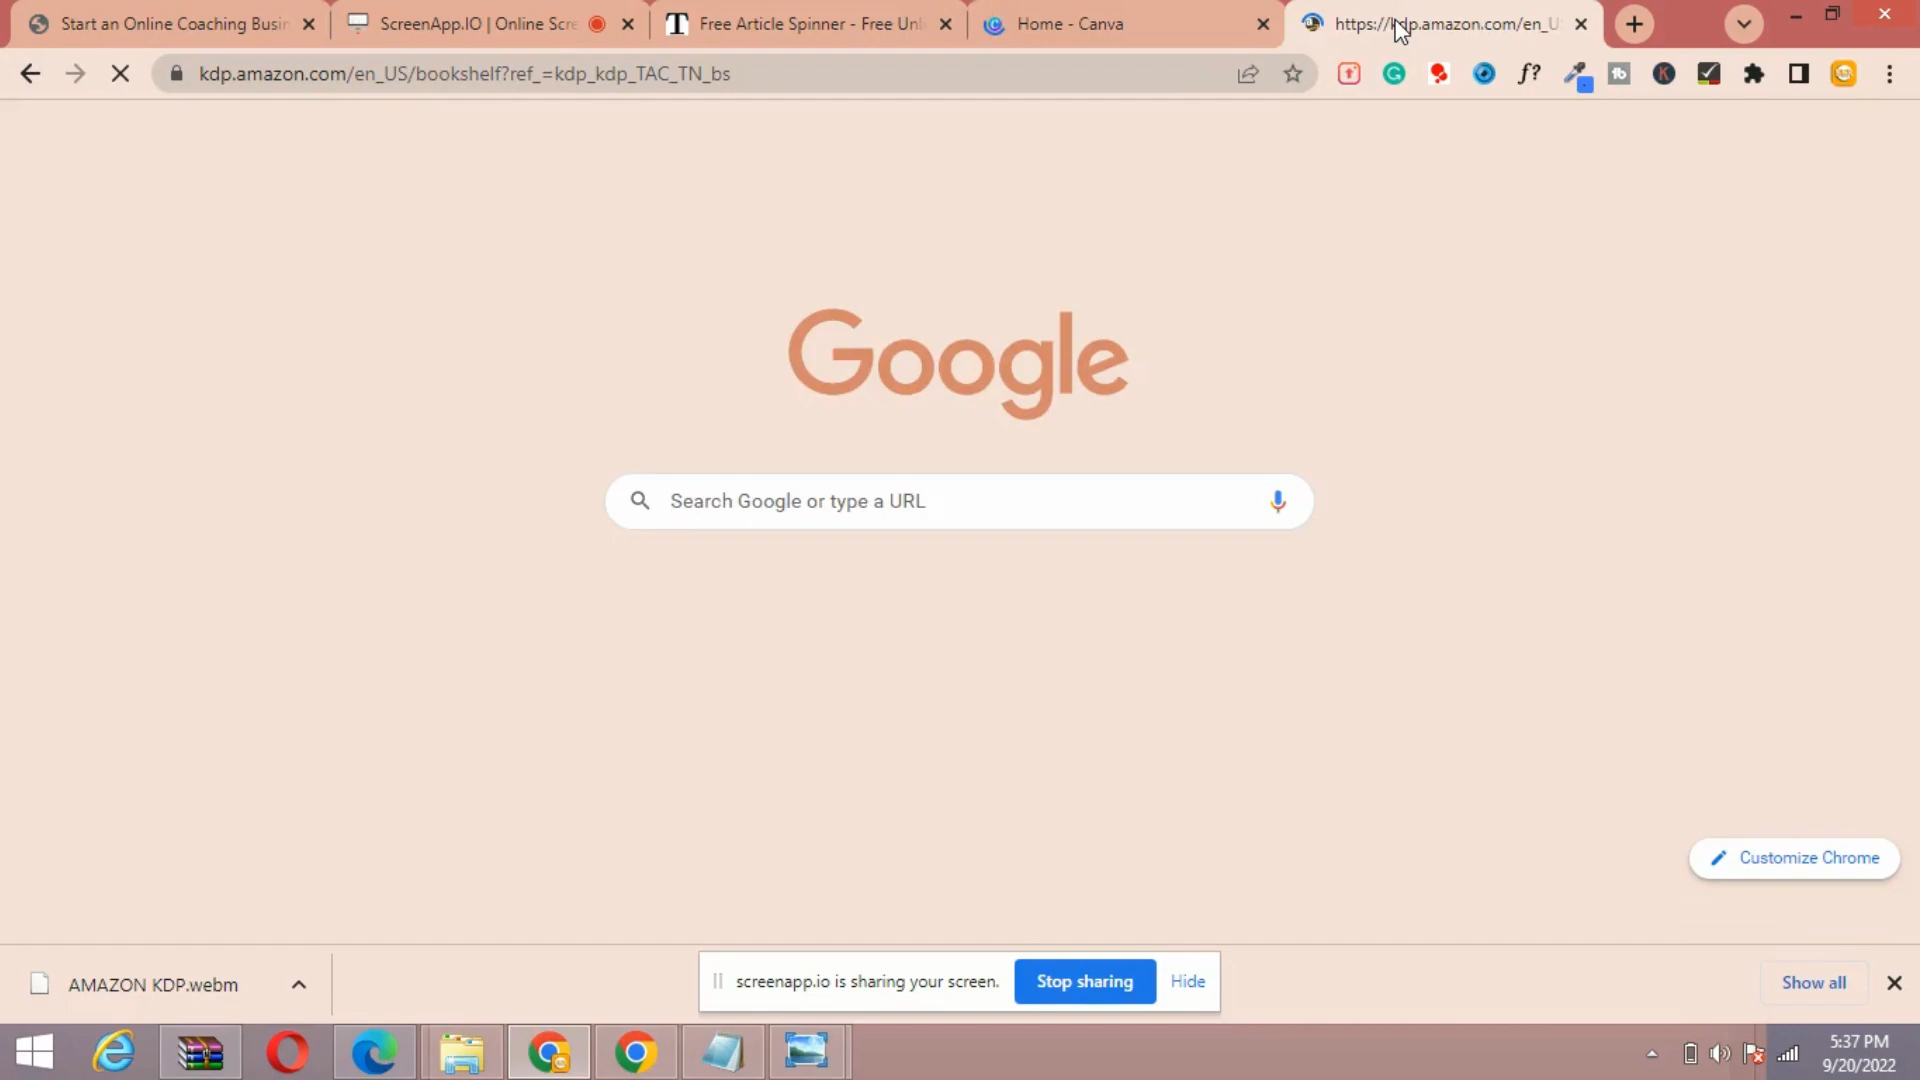 Start an Online Coaching Busin
ScreenApp.IO | Online Scre
Free Article Spinner - Free Unl
Home - Canva
https://kdp.amazon.com/en_U
kdp.amazon.com/en_US/bookshelf?ref_=kdp_kdp_TAC_TN_bs
f?
tb
K
Google
Search Google or type a URL
Customize Chrome
AMAZON KDP.webm
screenapp.io is sharing your screen.
Stop sharing
Hide
Show all
5:37 PM
9/20/2022